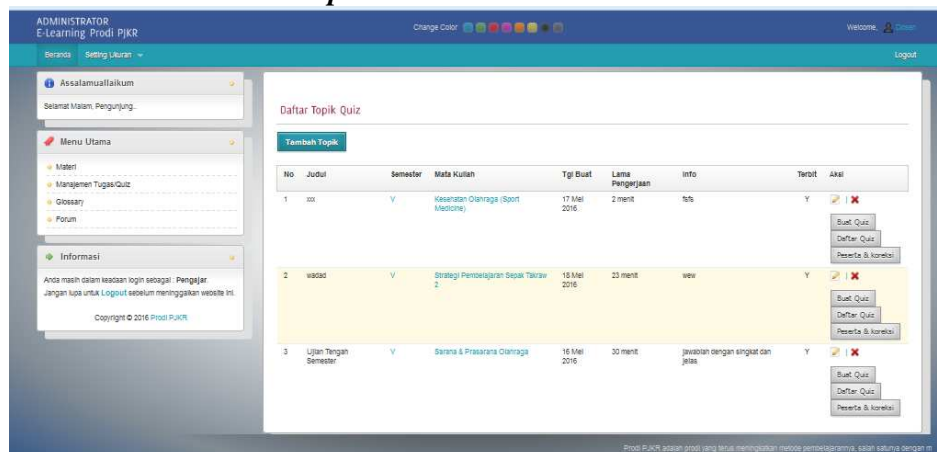 ADMINISTRATOR
E-Learning Prodi PJKR
Change Color
Welcome,
Beranda Setting Ukuran
Logout
Assalamuallaikum
Selamat Malam, Pengunjung..
Menu Utama
Materi
Manajemen Tugas/Quiz
Glossary
Forum
Informasi
Anda masih dalam keadaan login sebagai : Pengajar.
Jangan lupa untuk Logout sebelum meninggalkan website ini.
Copyright © 2016 Prodi PJKR
Daftar Topik Quiz
Tambah Topik
No Judul Semester Mata Kuliah Tgl Buat Lama Pengerjaan Info Terbit Aksi
1 xxx V Kesehatan Olahraga (Sport Medicine) 17 Mei 2016 2 menit fsfs Y |
Buat Quiz
Daftar Quiz
Peserta & koreksi
2 wadad V Strategi Pembelajaran Sepak Takraw 2 18 Mei 2016 23 menit wew Y |
Buat Quiz
Daftar Quiz
Peserta & koreksi
3 Ujian Tengah Semester V Sarana & Prasarana Olahraga 16 Mei 2016 30 menit jawablah dengan singkat dan jelas Y |
Buat Quiz
Daftar Quiz
Peserta & koreksi
Prodi PJKR adalah prodi yang terus meningkatkan metode pembelajarannya, salah satunya dengan m